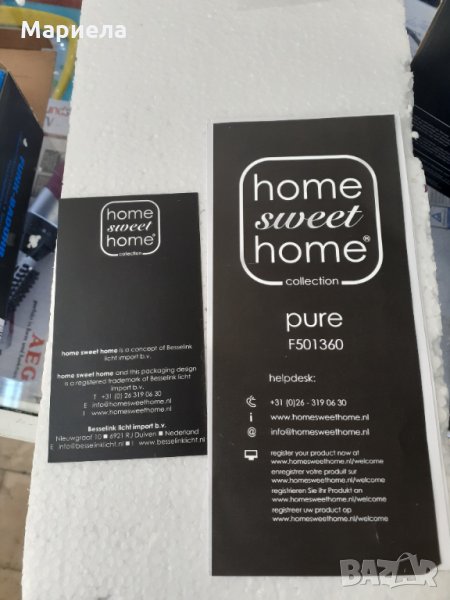 Мариела
home
sweet
home®
collection
home sweet home is a concept of Besselink
licht import b.v.
home sweet home and this packaging design
is a registered trademark of Besselink licht
import b.v.
T +31 (0) 26 319 06 30
E info@homesweethome.nl
I www.homesweethome.nl
Besselink licht import b.v.
Nieuwgraaf 10 ■ 6921 RJ Duiven ■ Nederland
E info@besselinklicht.nl ■ I www.besselinklicht.nl
home
sweet
home®
collection
pure
F501360
helpdesk:
+31 (0)26 - 319 06 30
i www.homesweethome.nl
@ info@homesweethome.nl
register your product now at
www.homesweethome.nl/welcome
enregistrer votre produit sur
www.homesweethome.nl/welcome
registrieren Sie ihr Produkt an
www.homesweethome.nl/welcome
registreer uw product op
www.homesweethome.nl/welcome
AEG
BAZAR